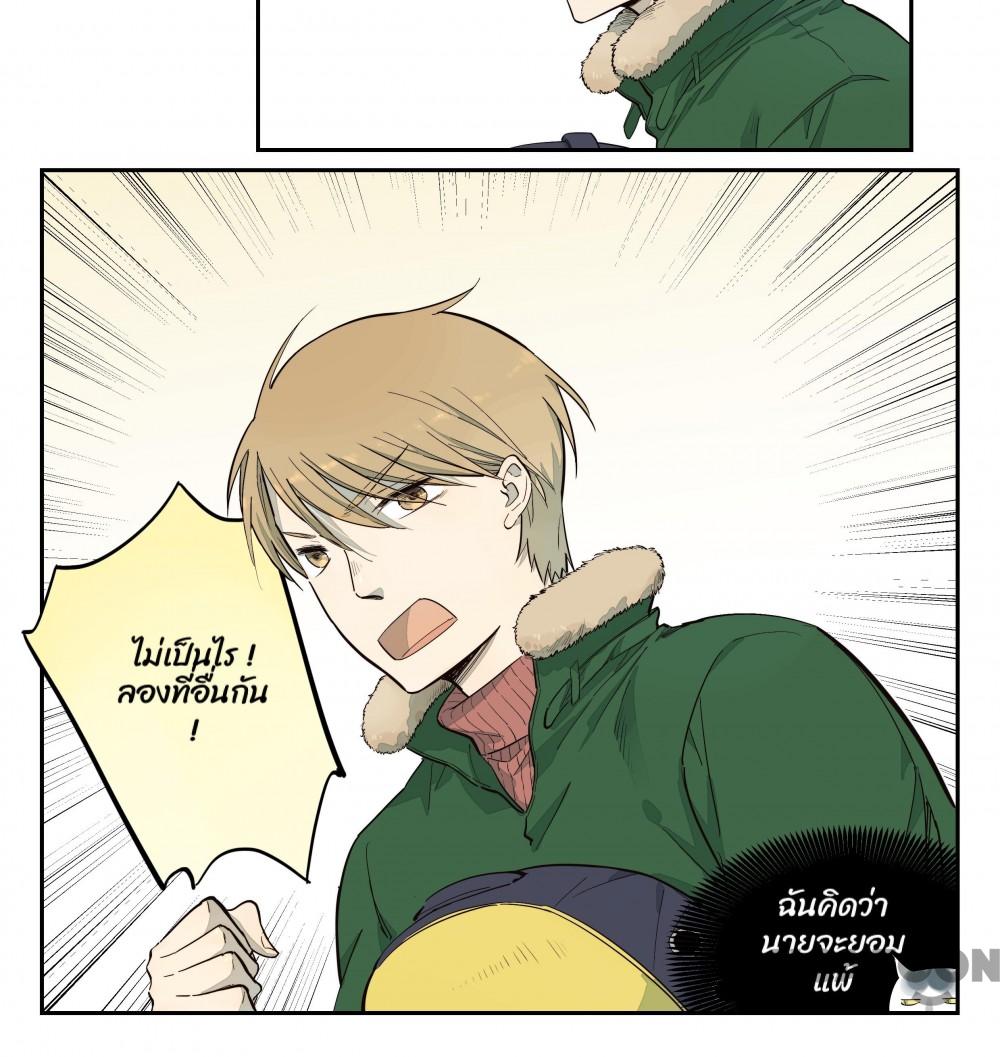 ไม่เป็นไร !
ลองที่อื่นกัน
!
ฉันคิดว่า
นายจะยอม
แพ้